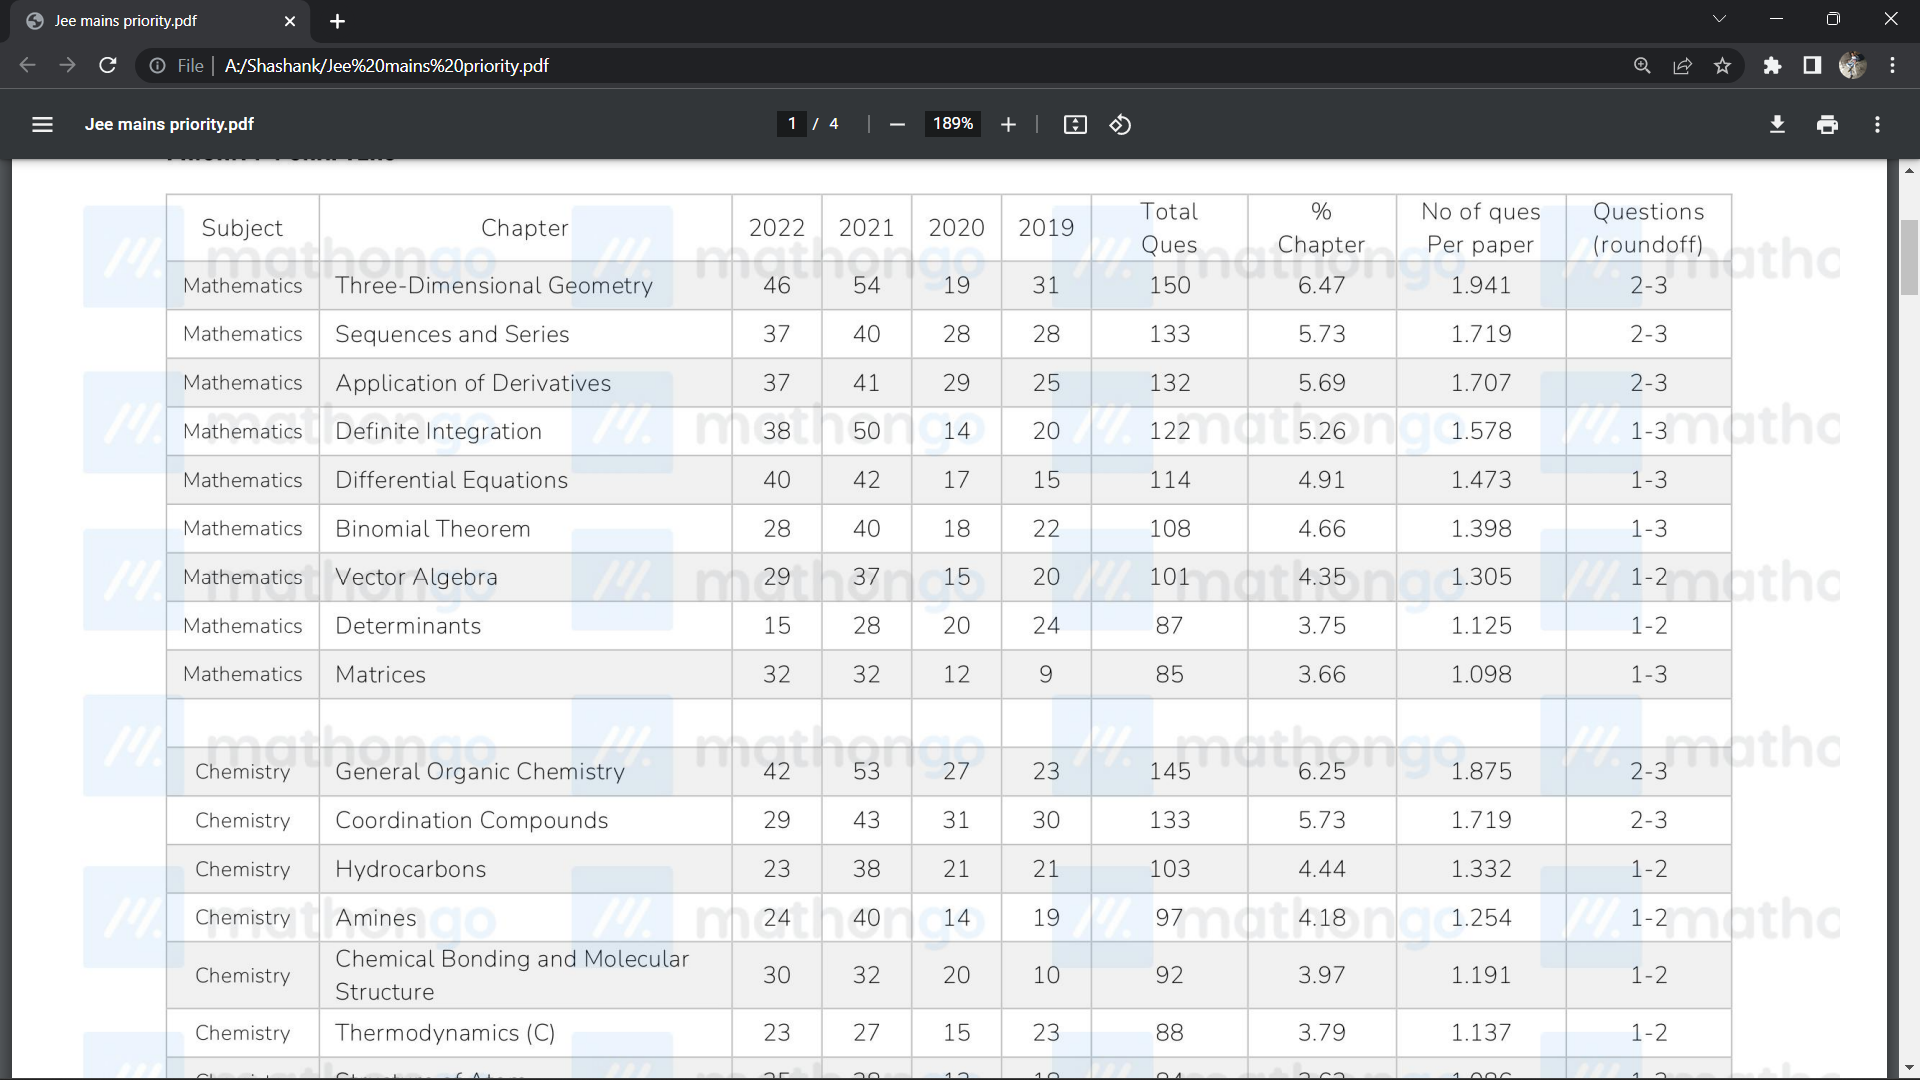 Jee mains priority.pdf
File | A:/Shashank/Jee%20mains%20priority.pdf
Jee mains priority.pdf 1 / 4 189%
Subject Chapter 2022 2021 2020 2019 Total Ques % Chapter No of ques Per paper Questions (roundoff)
Mathematics Three-Dimensional Geometry 46 54 19 31 150 6.47 1.941 2-3
Mathematics Sequences and Series 37 40 28 28 133 5.73 1.719 2-3
Mathematics Application of Derivatives 37 41 29 25 132 5.69 1.707 2-3
Mathematics Definite Integration 38 50 14 20 122 5.26 1.578 1-3
Mathematics Differential Equations 40 42 17 15 114 4.91 1.473 1-3
Mathematics Binomial Theorem 28 40 18 22 108 4.66 1.398 1-3
Mathematics Vector Algebra 29 37 15 20 101 4.35 1.305 1-2
Mathematics Determinants 15 28 20 24 87 3.75 1.125 1-2
Mathematics Matrices 32 32 12 9 85 3.66 1.098 1-3
Chemistry General Organic Chemistry 42 53 27 23 145 6.25 1.875 2-3
Chemistry Coordination Compounds 29 43 31 30 133 5.73 1.719 2-3
Chemistry Hydrocarbons 23 38 21 21 103 4.44 1.332 1-2
Chemistry Amines 24 40 14 19 97 4.18 1.254 1-2
Chemistry Chemical Bonding and Molecular Structure 30 32 20 10 92 3.97 1.191 1-2
Chemistry Thermodynamics (C) 23 27 15 23 88 3.79 1.137 1-2